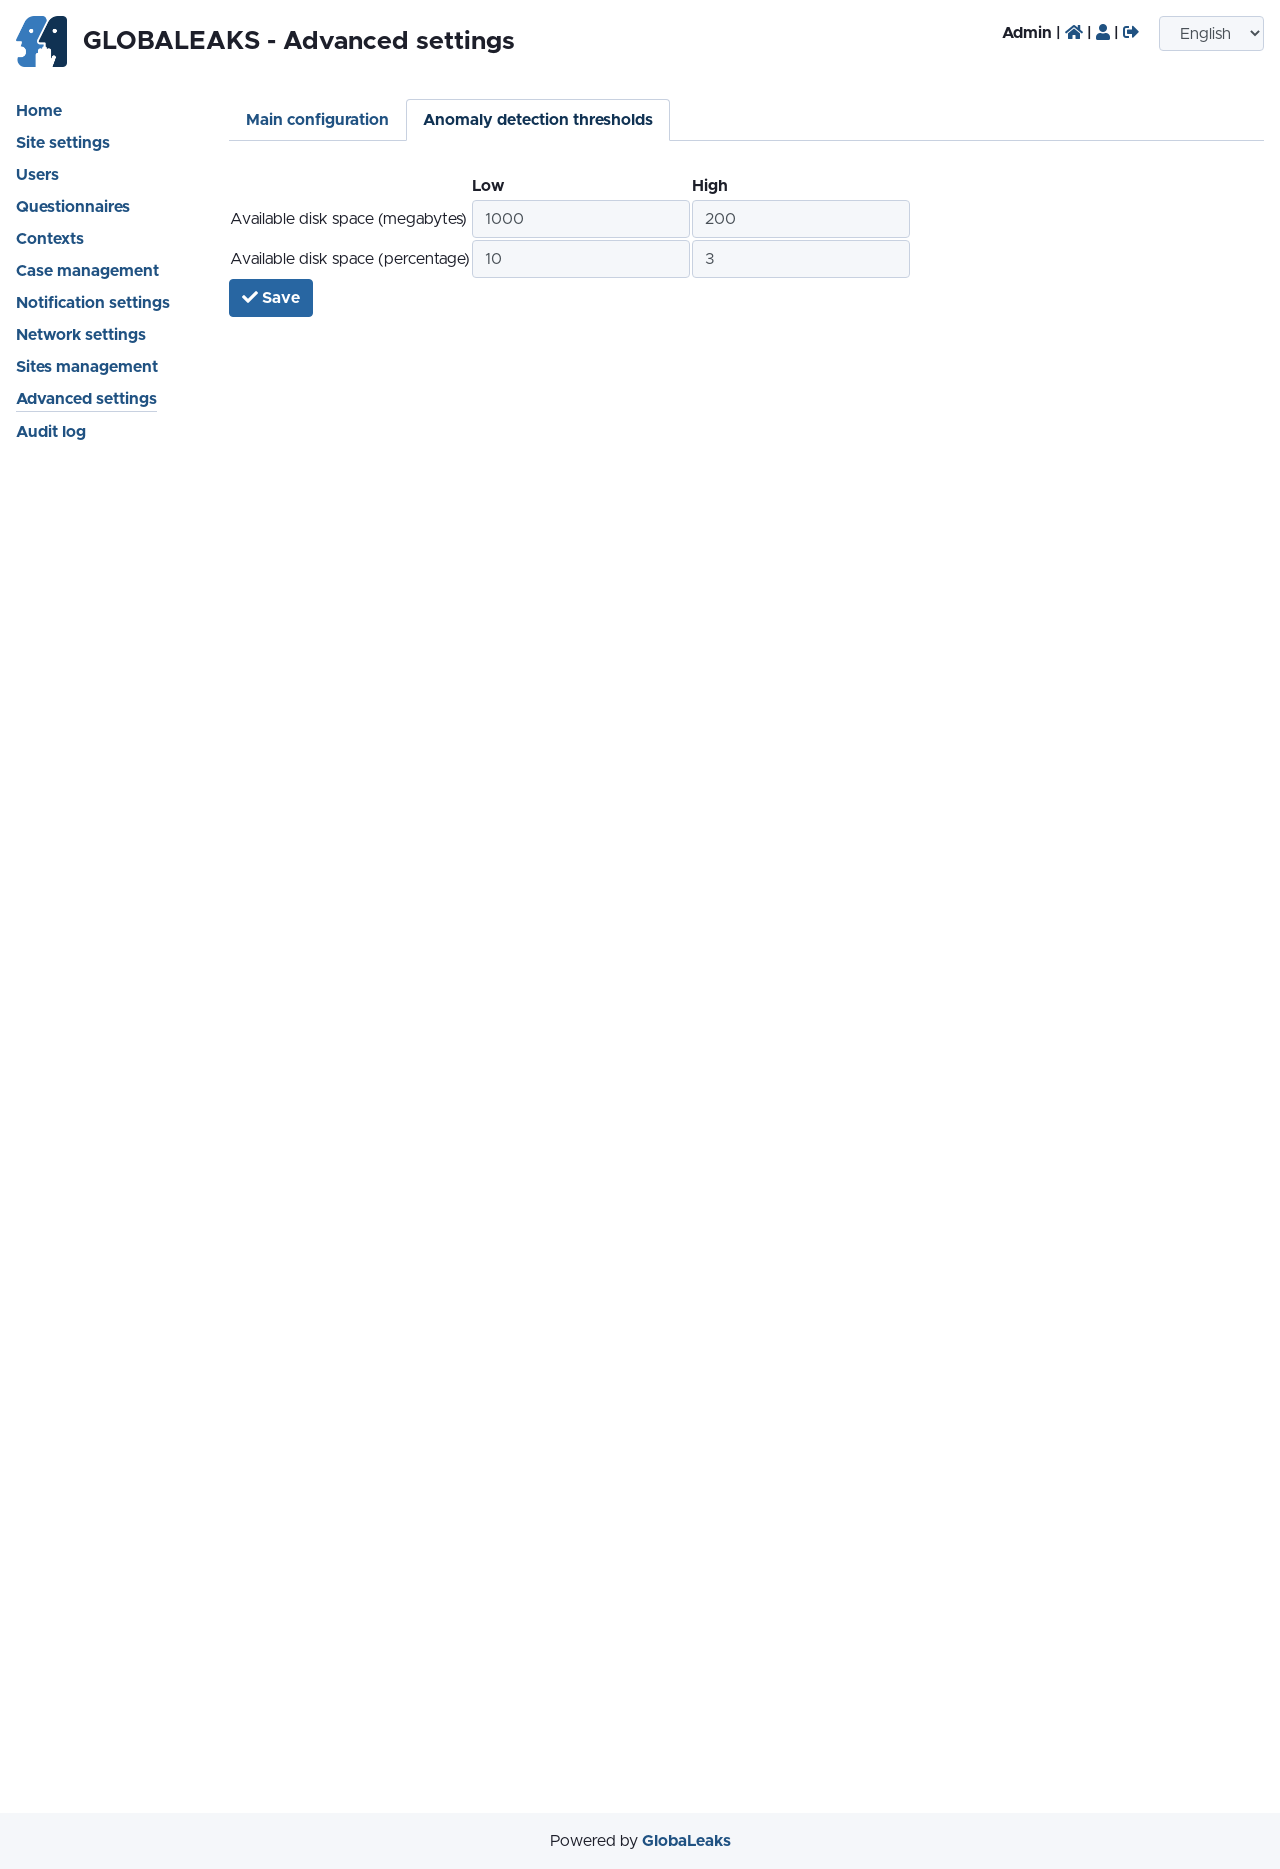 GLOBALEAKS - Advanced settings
Admin | | |
English
Home
Site settings
Users
Questionnaires
Contexts
Case management
Notification settings
Network settings
Sites management
Advanced settings
Audit log
Main configuration
Anomaly detection thresholds
Low High
Available disk space (megabytes) 1000 200
Available disk space (percentage) 10 3
Save
Powered by GlobaLeaks